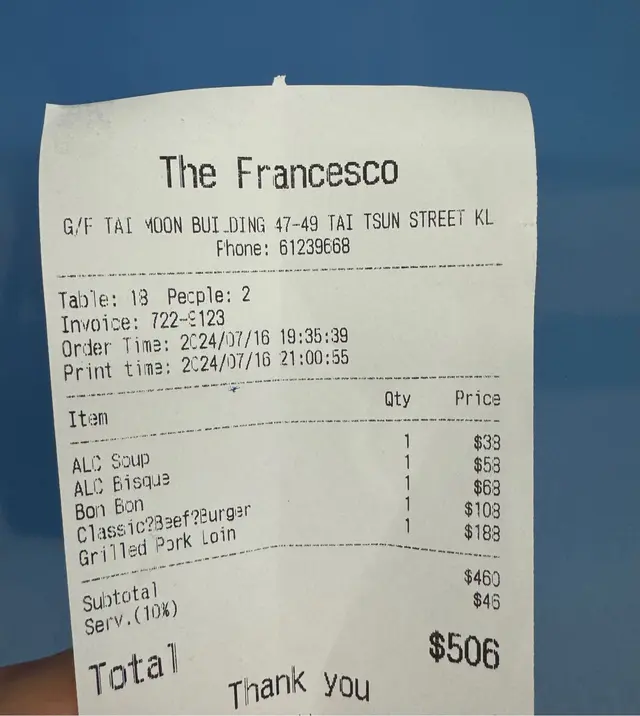 The Francesco
G/F TAI MOON BUILDING 47-49 TAI TSUN STREET KL
Phone: 61239668
Table: 18 People: 2
Invoice: 722-9123
Order Time: 2024/07/16 19:35:39
Print time: 2024/07/16 21:00:55
Item Qty Price
ALC Soup 1 $38
ALC Bisque 1 $58
Bon Bon 1 $68
Classic?Beef?Burger 1 $108
Grilled Pork Loin 1 $188
Subtotal $460
Serv.(10%) $46
Total $506
Thank you